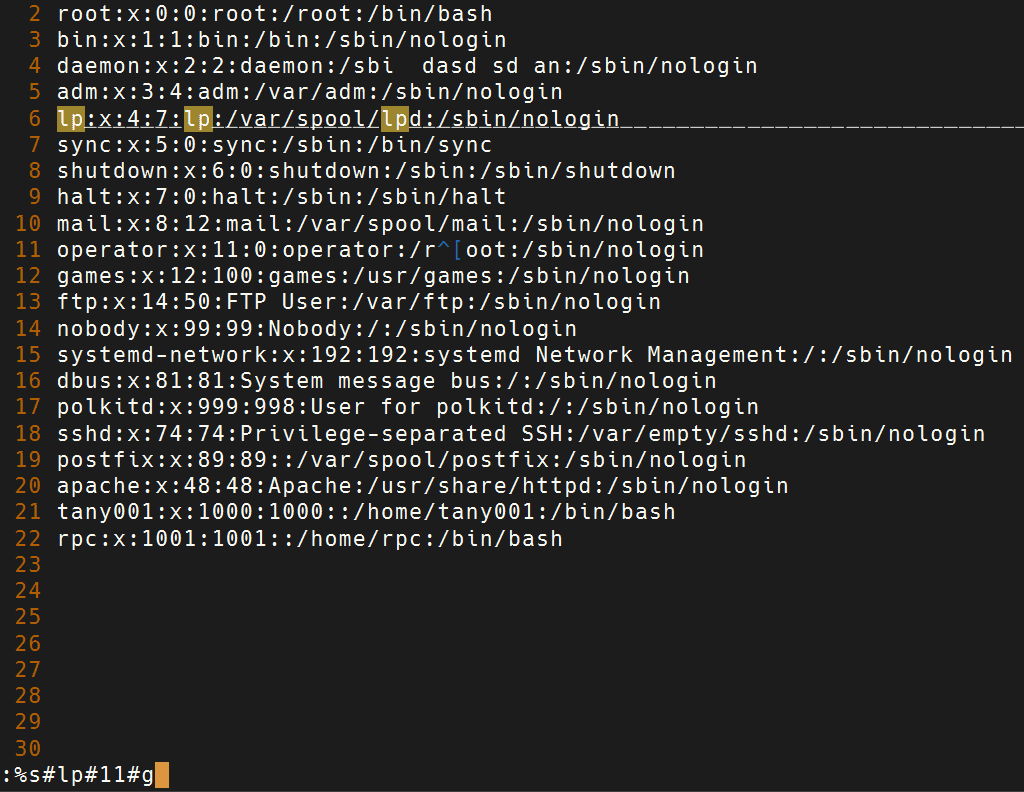 2 root:x:0:0:root:/root:/bin/bash
3 bin:x:1:1:bin:/bin:/sbin/nologin
4 daemon:x:2:2:daemon:/sbi  dasd sd an:/sbin/nologin
5 adm:x:3:4:adm:/var/adm:/sbin/nologin
6 lp:x:4:7:lp:/var/spool/lpd:/sbin/nologin
7 sync:x:5:0:sync:/sbin:/bin/sync
8 shutdown:x:6:0:shutdown:/sbin:/sbin/shutdown
9 halt:x:7:0:halt:/sbin:/sbin/halt
10 mail:x:8:12:mail:/var/spool/mail:/sbin/nologin
11 operator:x:11:0:operator:/r^[oot:/sbin/nologin
12 games:x:12:100:games:/usr/games:/sbin/nologin
13 ftp:x:14:50:FTP User:/var/ftp:/sbin/nologin
14 nobody:x:99:99:Nobody:/:/sbin/nologin
15 systemd-network:x:192:192:systemd Network Management:/:/sbin/nologin
16 dbus:x:81:81:System message bus:/:/sbin/nologin
17 polkitd:x:999:998:User for polkitd:/:/sbin/nologin
18 sshd:x:74:74:Privilege-separated SSH:/var/empty/sshd:/sbin/nologin
19 postfix:x:89:89::/var/spool/postfix:/sbin/nologin
20 apache:x:48:48:Apache:/usr/share/httpd:/sbin/nologin
21 tany001:x:1000:1000::/home/tany001:/bin/bash
22 rpc:x:1001:1001::/home/rpc:/bin/bash
23
24
25
26
27
28
29
30
:%s#lp#11#g